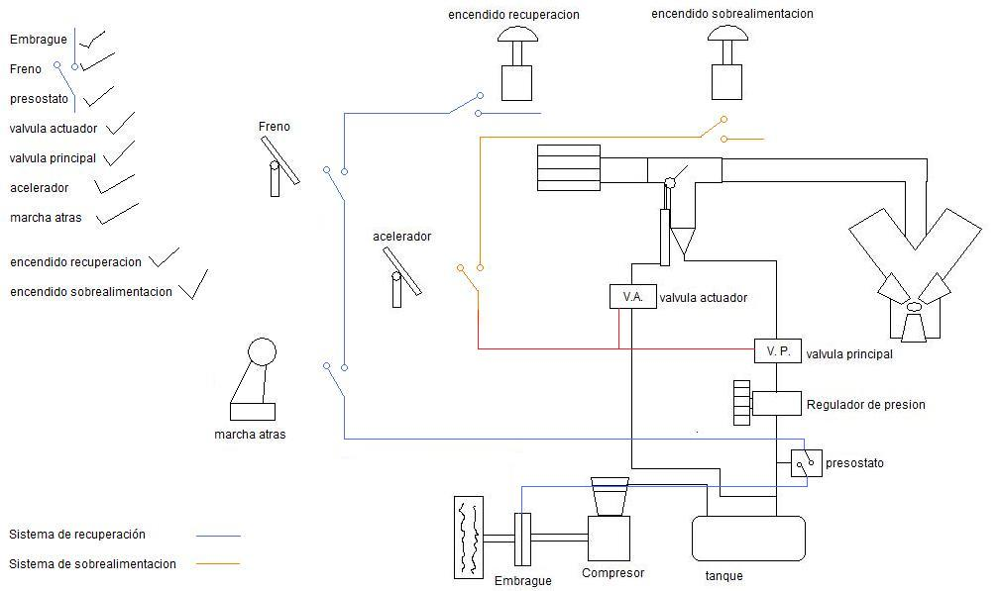 encendido recuperacion
encendido sobrealimentacion
Embrague
Freno
presostato
valvula actuador
valvula principal
acelerador
marcha atras
encendido recuperacion
encendido sobrealimentacion
Freno
acelerador
V.A.
valvula actuador
V. P.
valvula principal
Regulador de presion
marcha atras
presostato
Sistema de recuperación
Sistema de sobrealimentacion
Embrague
Compresor
tanque